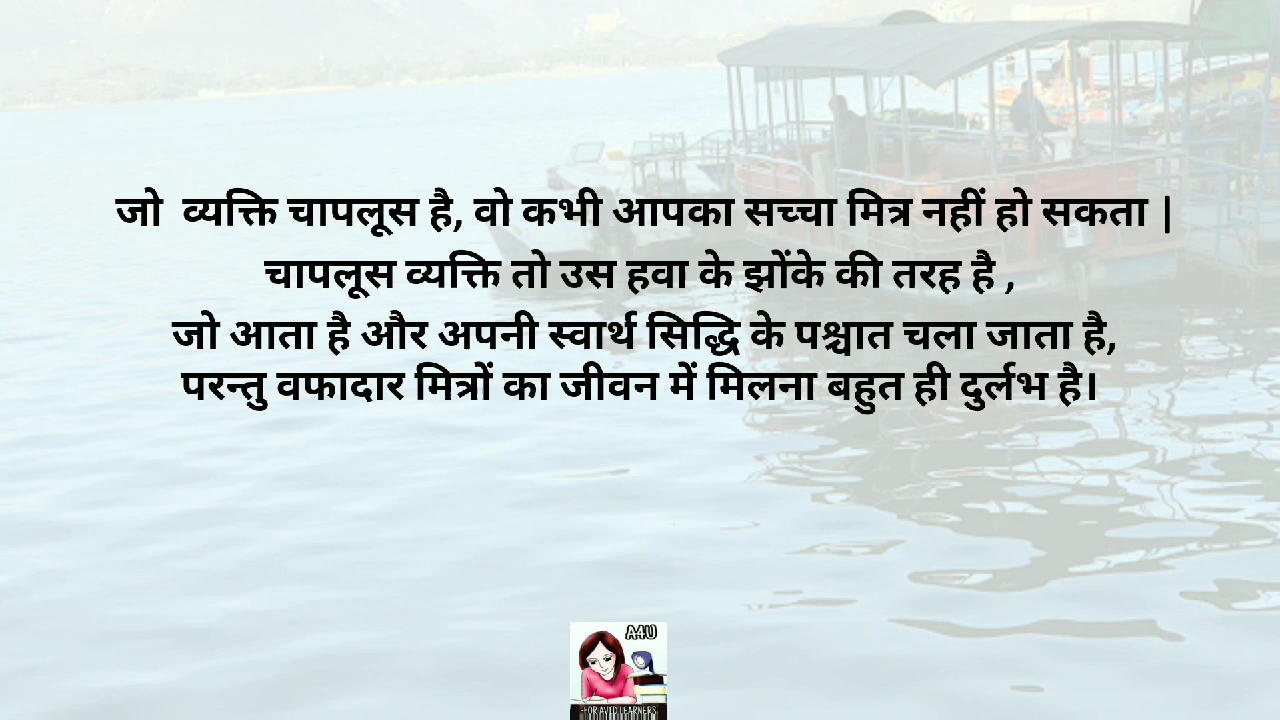 जो  व्यक्ति चापलूस है, वो कभी आपका सच्चा मित्र नहीं हो सकता |
चापलूस व्यक्ति तो उस हवा के झोंके की तरह है ,
जो आता है और अपनी स्वार्थ सिद्धि के पश्चात चला जाता है,
परन्तु वफादार मित्रों का जीवन में मिलना बहुत ही दुर्लभ है।
A4U
FOR AVID LEARNERS